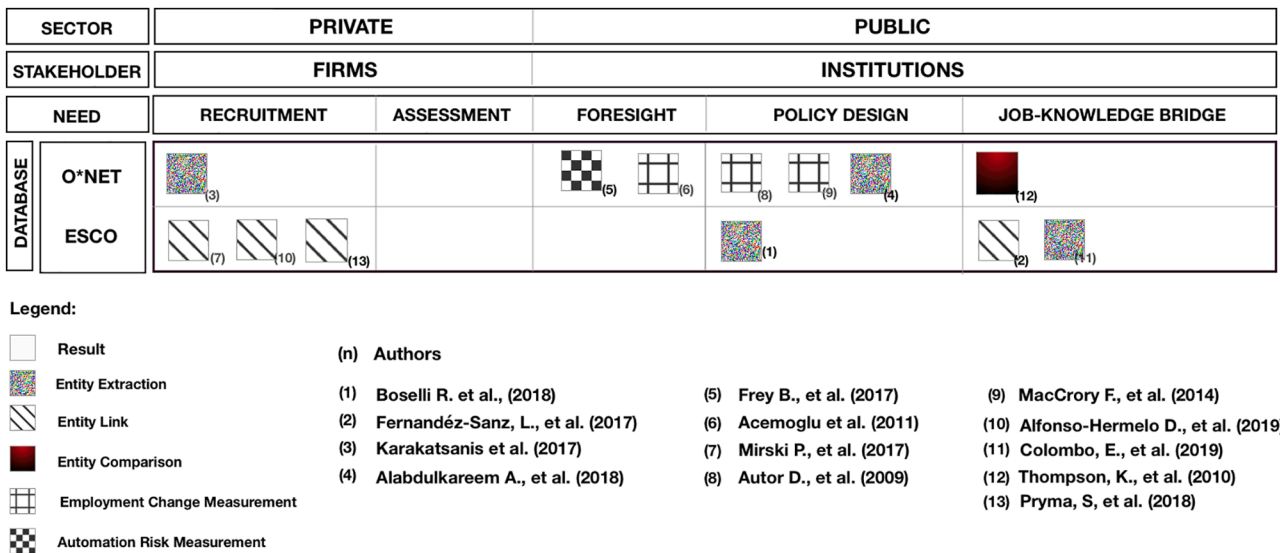 SECTOR PRIVATE PUBLIC
STAKEHOLDER FIRMS INSTITUTIONS
NEED RECRUITMENT ASSESSMENT FORESIGHT POLICY DESIGN JOB-KNOWLEDGE BRIDGE
DATABASE
O*NET (3) (5) (6) (8) (9) (4) (12)
ESCO (7) (10) (13) (1) (2) (11)
Legend:
Result
Entity Extraction
Entity Link
Entity Comparison
Employment Change Measurement
Automation Risk Measurement
(n) Authors
(1) Boselli R. et al., (2018)
(2) Fernandéz-Sanz, L., et al. (2017)
(3) Karakatsanis et al. (2017)
(4) Alabdulkareem A., et al. (2018)
(5) Frey B., et al. (2017)
(6) Acemoglu et al. (2011)
(7) Mirski P., et al. (2017)
(8) Autor D., et al. (2009)
(9) MacCrory F., et al. (2014)
(10) Alfonso-Hermelo D., et al. (2019)
(11) Colombo, E., et al. (2019)
(12) Thompson, K., et al. (2010)
(13) Pryma, S, et al. (2018)